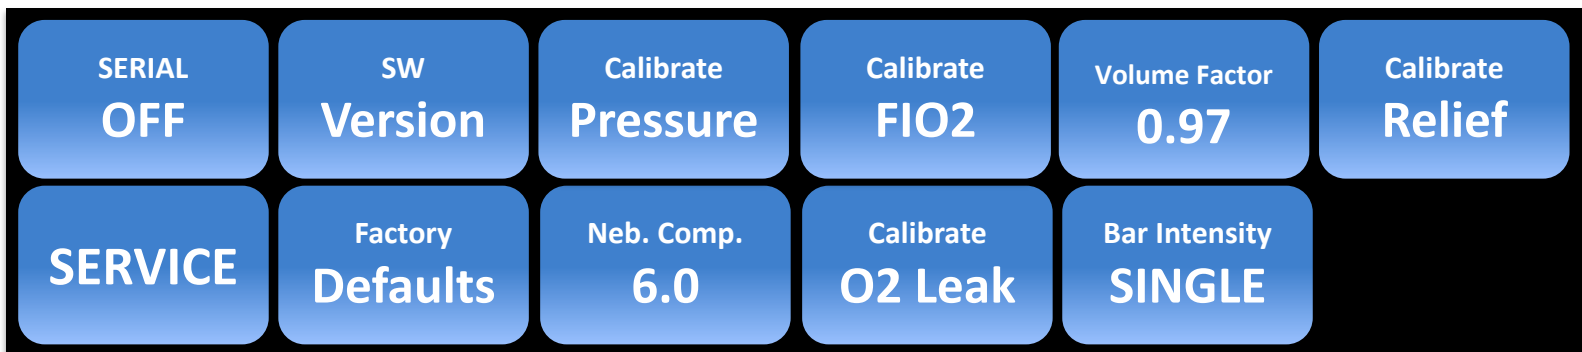 SERIAL
OFF
SW
Version
Calibrate
Pressure
Calibrate
FIO2
Volume Factor
0.97
Calibrate
Relief
SERVICE
Factory
Defaults
Neb. Comp.
6.0
Calibrate
O2 Leak
Bar Intensity
SINGLE